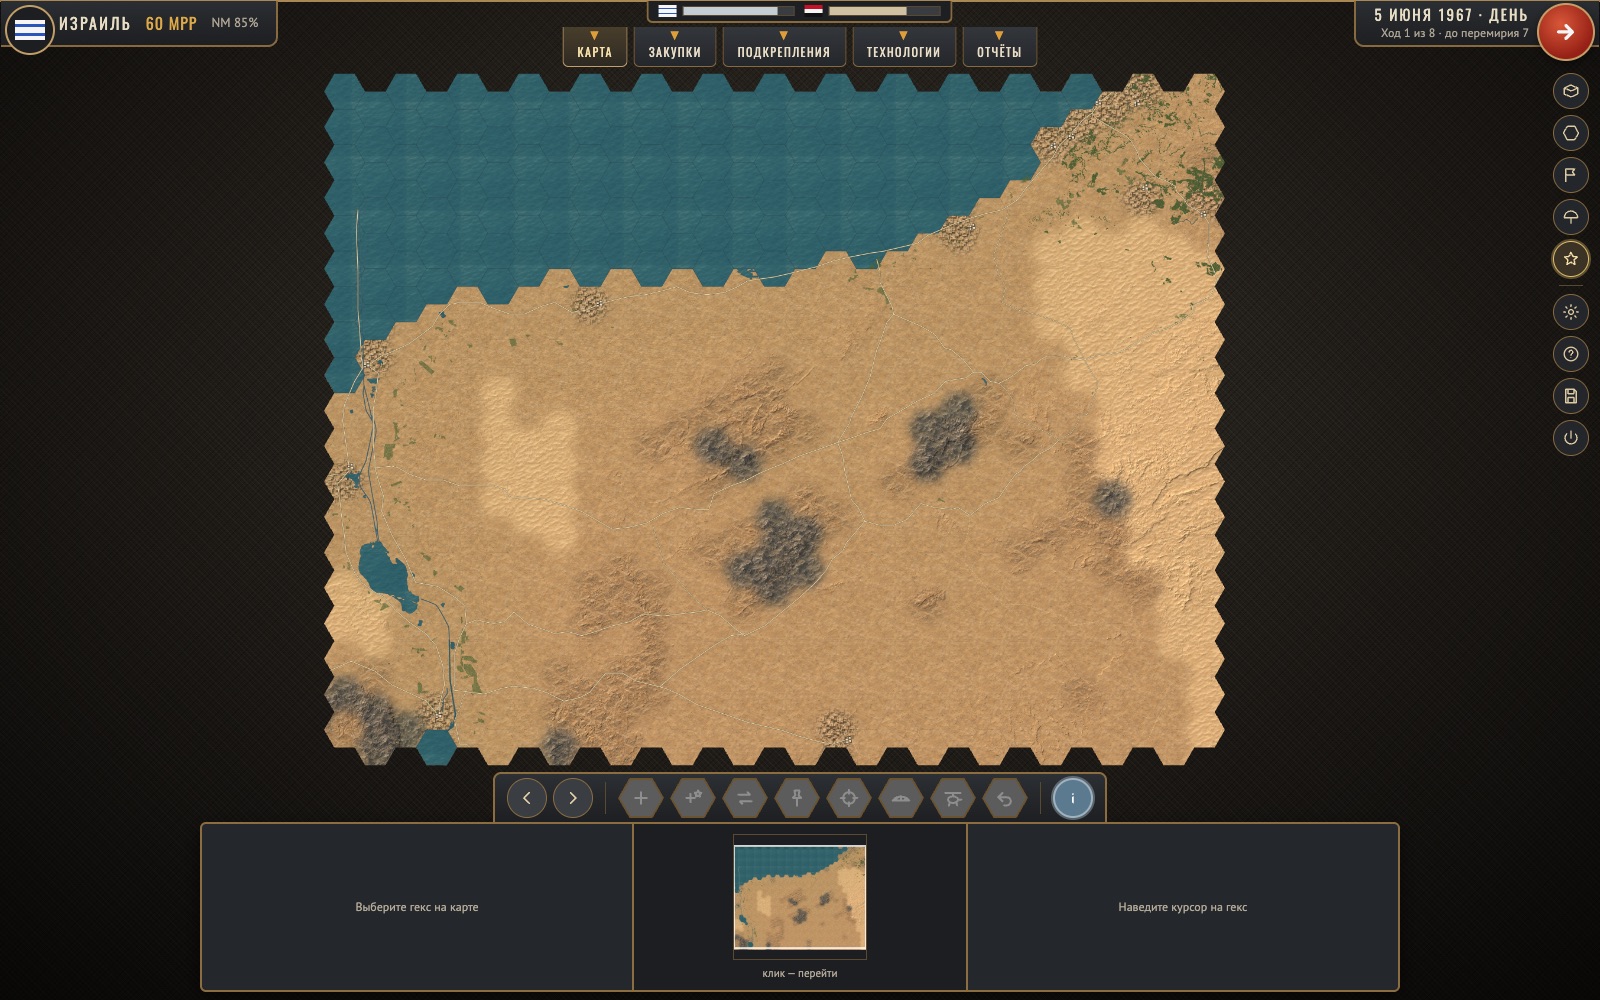 ИЗРАИЛЬ 60 MPP NM 85%
5 ИЮНЯ 1967 · ДЕНЬ
Ход 1 из 8 · до перемирия 7
КАРТА
ЗАКУПКИ
ПОДКРЕПЛЕНИЯ
ТЕХНОЛОГИИ
ОТЧЁТЫ
Выберите гекс на карте
клик — перейти
Наведите курсор на гекс